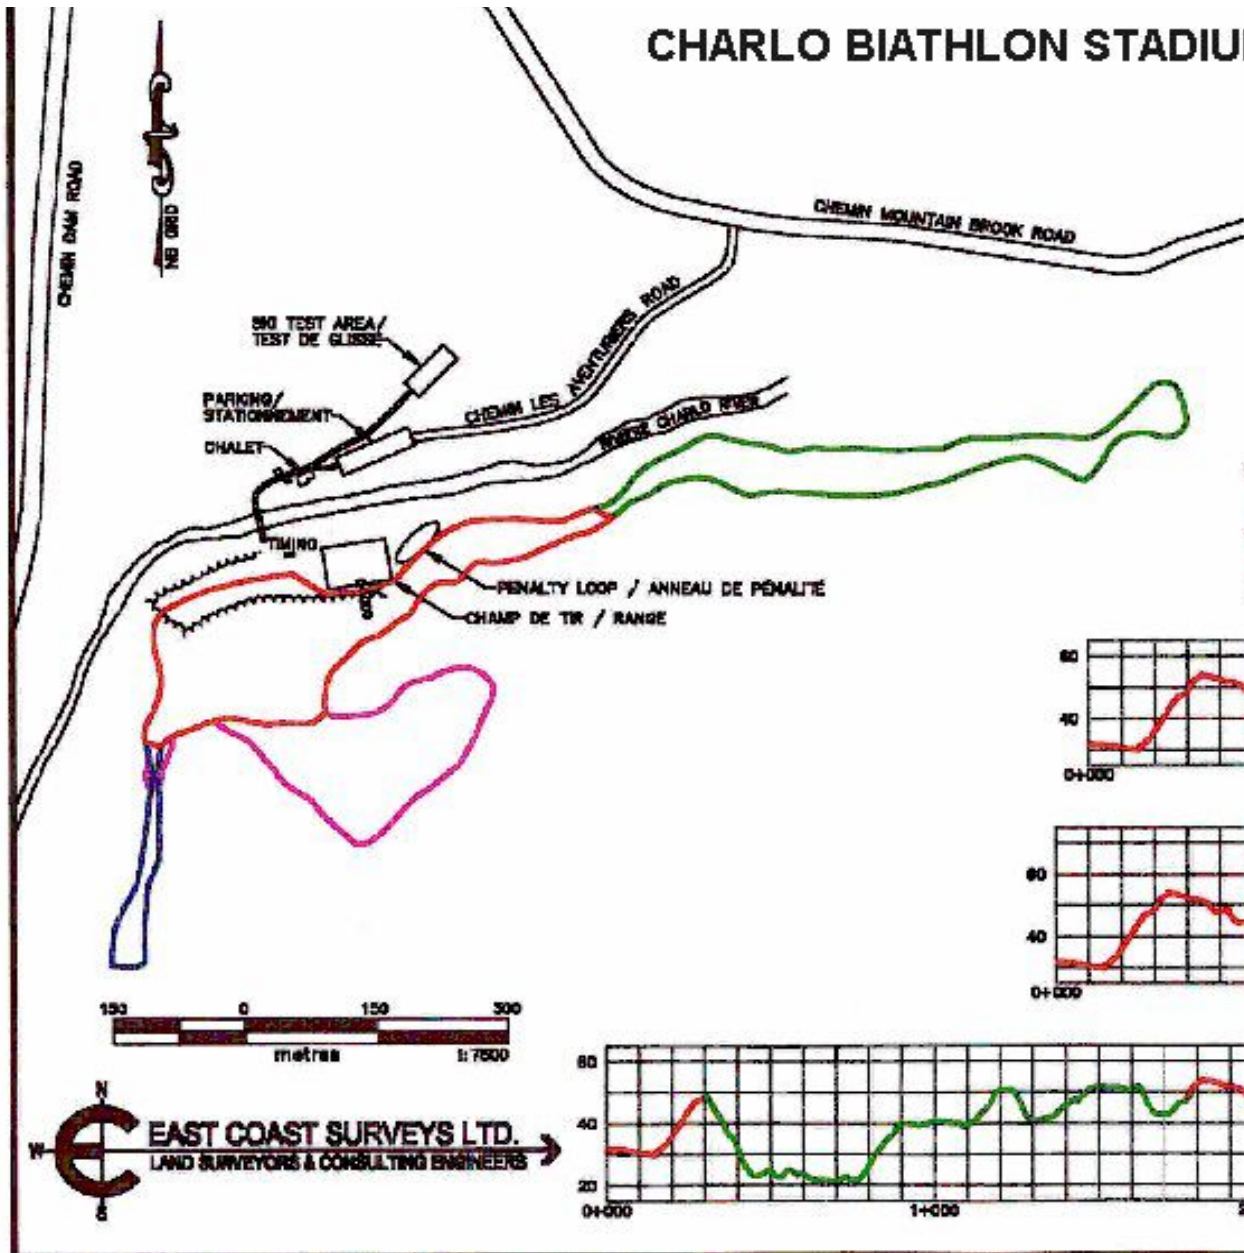 CHARLO BIATHLON STADIU
CHEMIN DAM ROAD
NB GRID
CHEMIN MOUNTAIN BROOK ROAD
SKI TEST AREA/
TEST DE GLISSE
PARKING/
STATIONNEMENT
CHALET
CHEMIN LES AVENTURIERS ROAD
RIVIERE CHARLO RIVER
TIMING
PENALTY LOOP / ANNEAU DE PÉNALITÉ
CHAMP DE TIR / RANGE
60
40
0+000
60
40
0+000
150 0 150 300
metres 1:7500
N
W
S
EAST COAST SURVEYS LTD.
LAND SURVEYORS & CONSULTING ENGINEERS
60
40
20
0+000 1+000